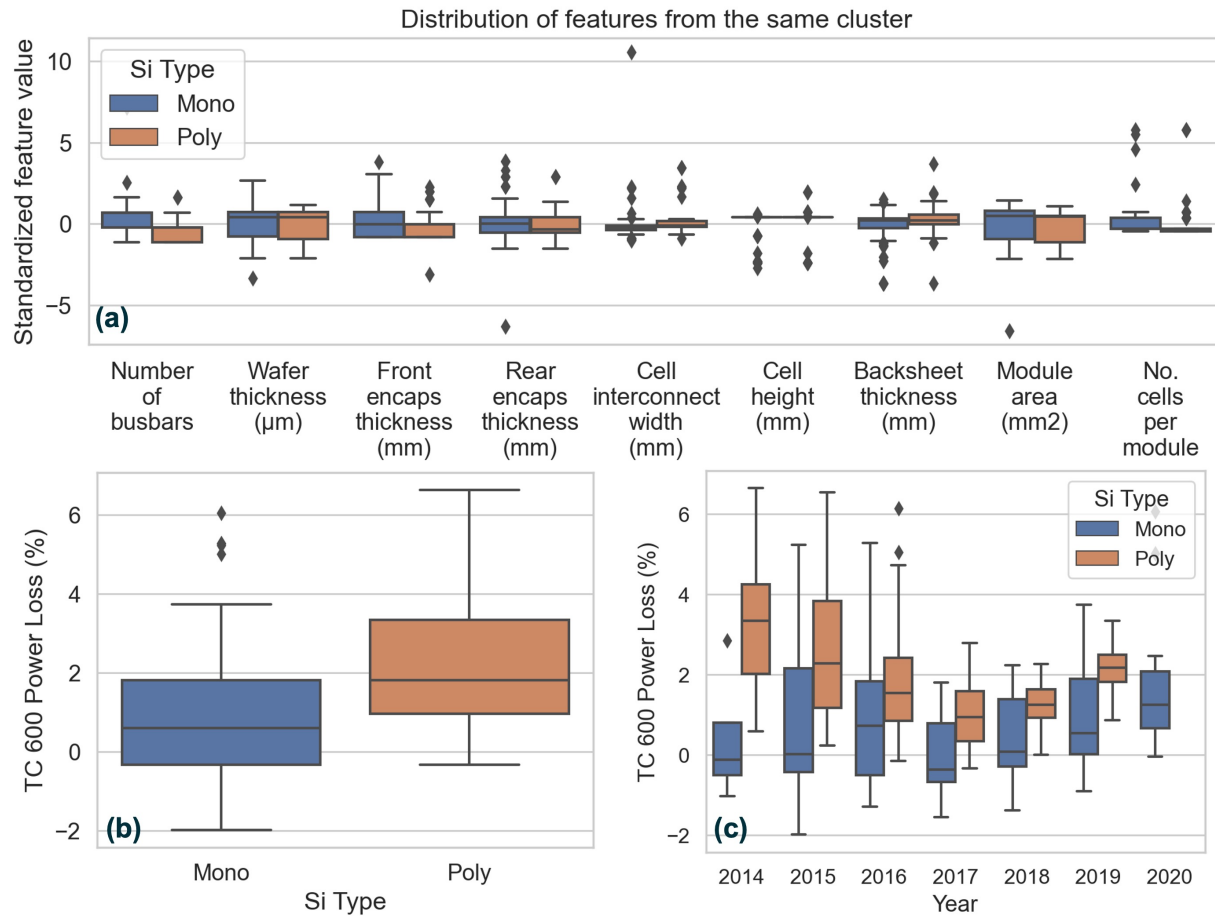 Distribution of features from the same cluster
Standardized feature value
10
5
0
−5
Si Type
Mono
Poly
(a)
Number
of
busbars
Wafer
thickness
(μm)
Front
encaps
thickness
(mm)
Rear
encaps
thickness
(mm)
Cell
interconnect
width
(mm)
Cell
height
(mm)
Backsheet
thickness
(mm)
Module
area
(mm2)
No.
cells
per
module
TC 600 Power Loss (%)
6
4
2
0
−2
(b)
Mono
Poly
Si Type
TC 600 Power Loss (%)
6
4
2
0
−2
Si Type
Mono
Poly
(c)
2014
2015
2016
2017
2018
2019
2020
Year